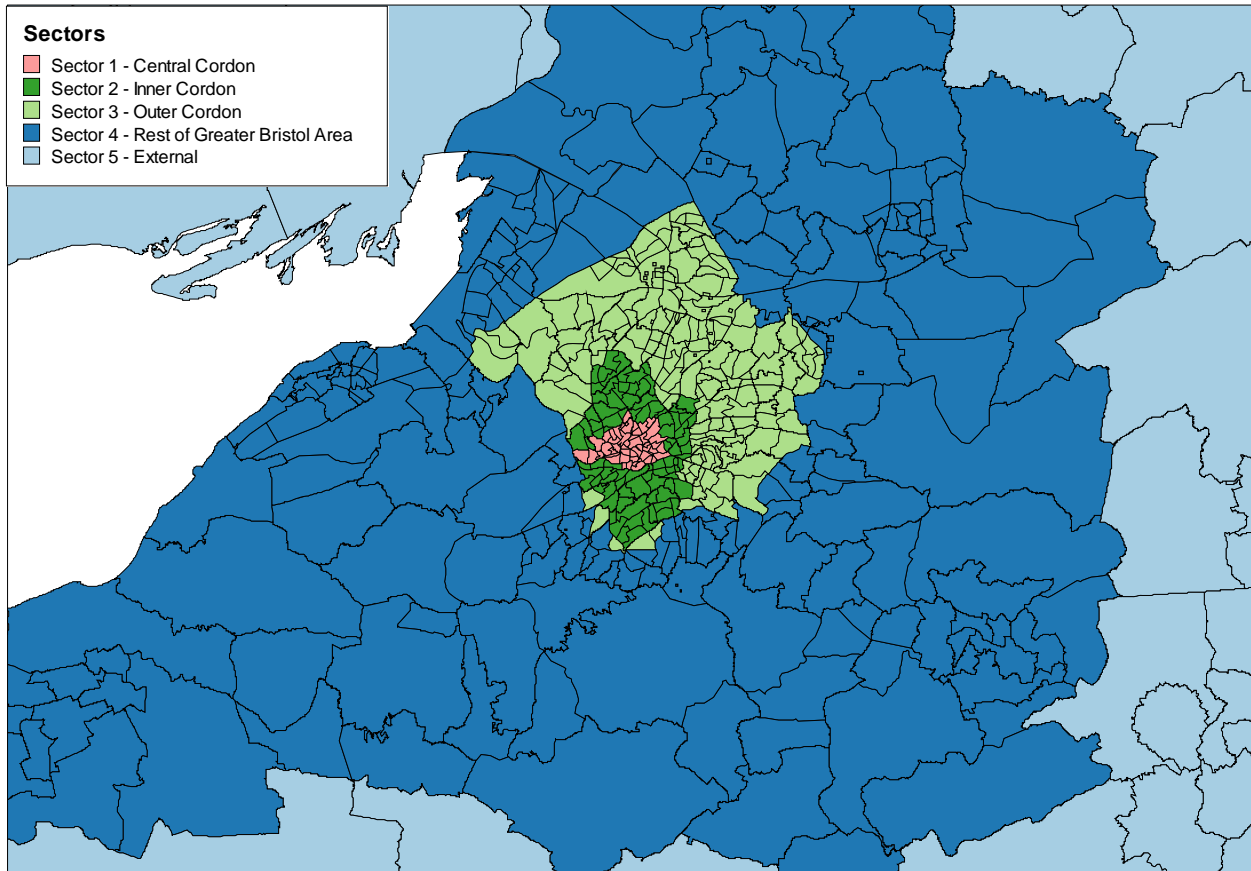 Sectors
Sector 1 - Central Cordon
Sector 2 - Inner Cordon
Sector 3 - Outer Cordon
Sector 4 - Rest of Greater Bristol Area
Sector 5 - External